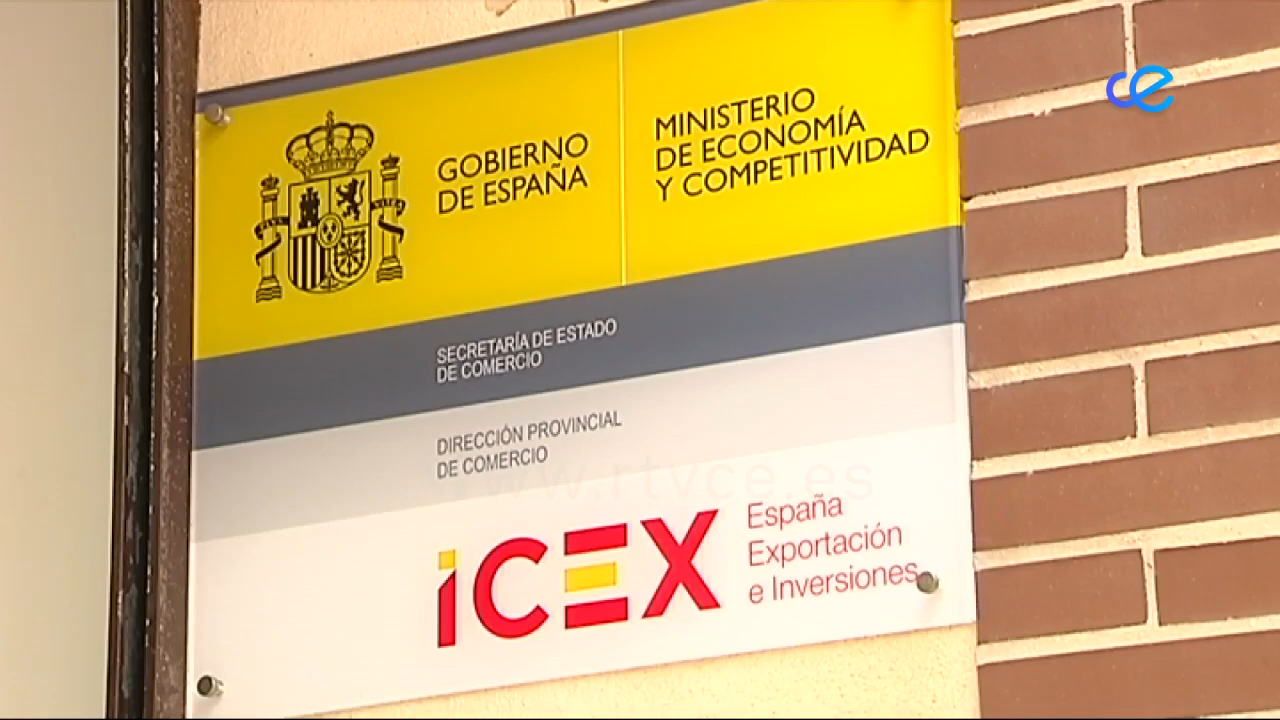 GOBIERNO
DE ESPAÑA
MINISTERIO
DE ECONOMÍA
Y COMPETITIVIDAD
SECRETARÍA DE ESTADO
DE COMERCIO
DIRECCIÓN PROVINCIAL
DE COMERCIO
www.rtvce.es
iCEX
España
Exportación
e Inversiones
ce